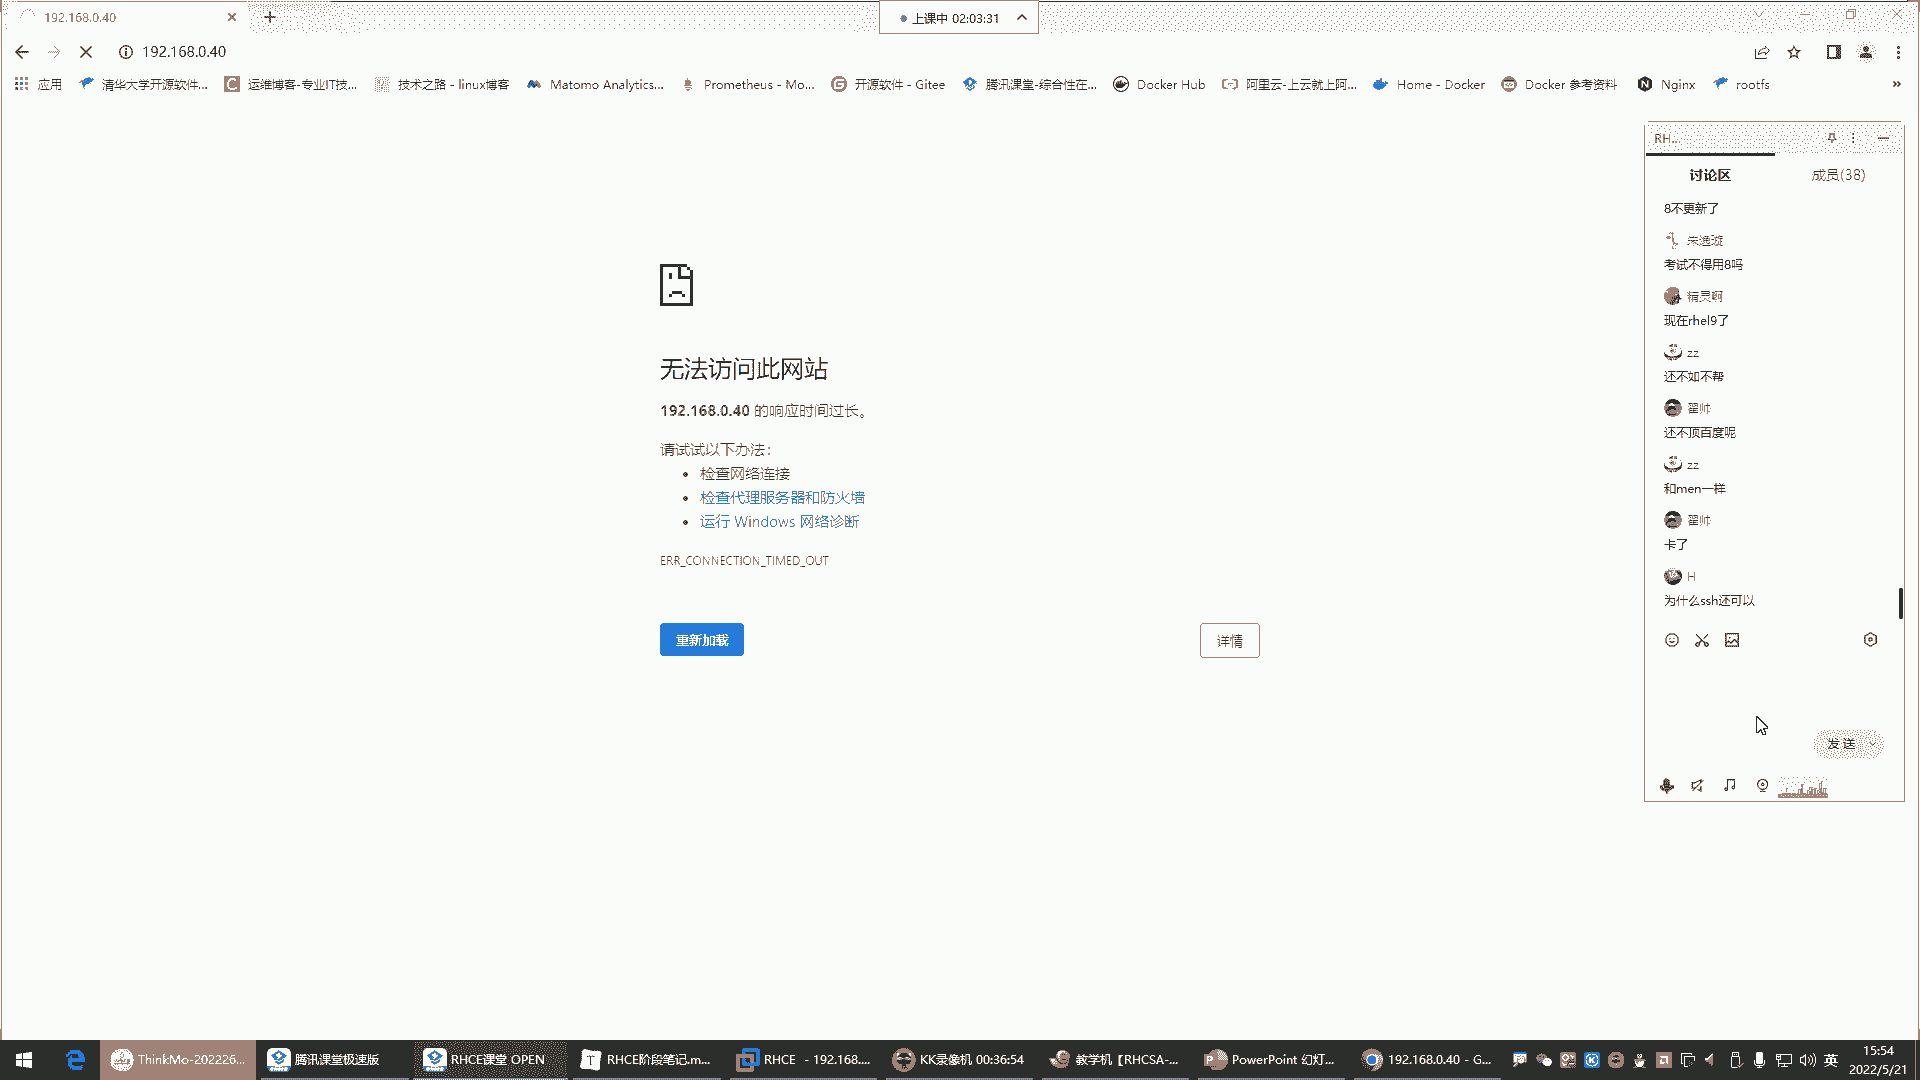 192.168.0.40
上课中 02:03:31
192.168.0.40
应用
清华大学开源软件...
运维博客-专业IT技...
技术之路 - linux博客
Matomo Analytics...
Prometheus - Mo...
开源软件 - Gitee
腾讯课堂-综合性在...
Docker Hub
阿里云-上云就上阿...
Home - Docker
Docker 参考资料
Nginx
rootfs
»
无法访问此网站
192.168.0.40 的响应时间过长。
请试试以下办法：
检查网络连接
检查代理服务器和防火墙
运行 Windows 网络诊断
ERR_CONNECTION_TIMED_OUT
重新加载
详情
RH...
讨论区
成员(38)
8不更新了
朱逸璇
考试不得用8吗
精灵啊
现在rhel9了
zz
还不如不帮
翟帅
还不顶百度呢
zz
和men一样
翟帅
卡了
H
为什么ssh还可以
发送
ThinkMo-202226...
腾讯课堂极速版
RHCE课堂 OPEN
RHCE阶段笔记.m...
RHCE - 192.168....
KK录像机 00:36:54
教学机【RHCSA-...
PowerPoint 幻灯...
192.168.0.40 - G...
英
15:54
2022/5/21